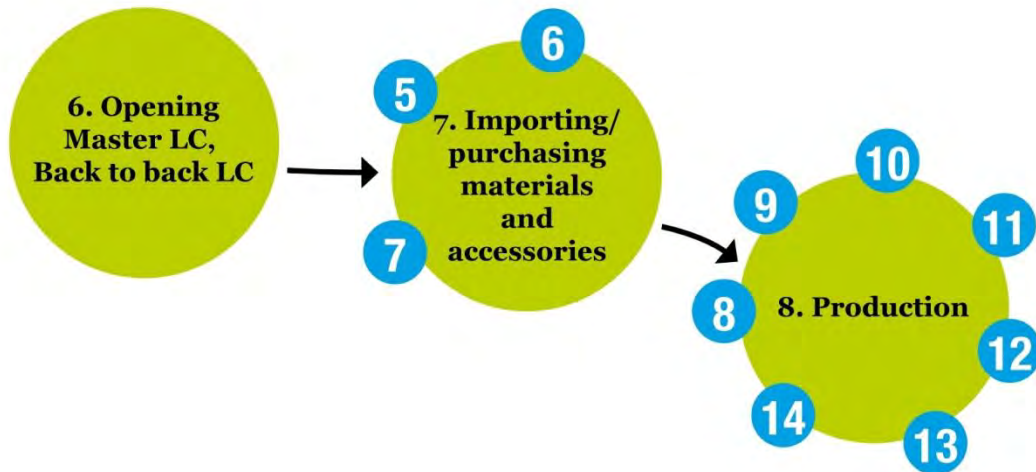 6. Opening
Master LC,
Back to back LC
5
6
7. Importing/
purchasing
materials
and
accessories
7
8
9
10
11
8. Production
12
13
14